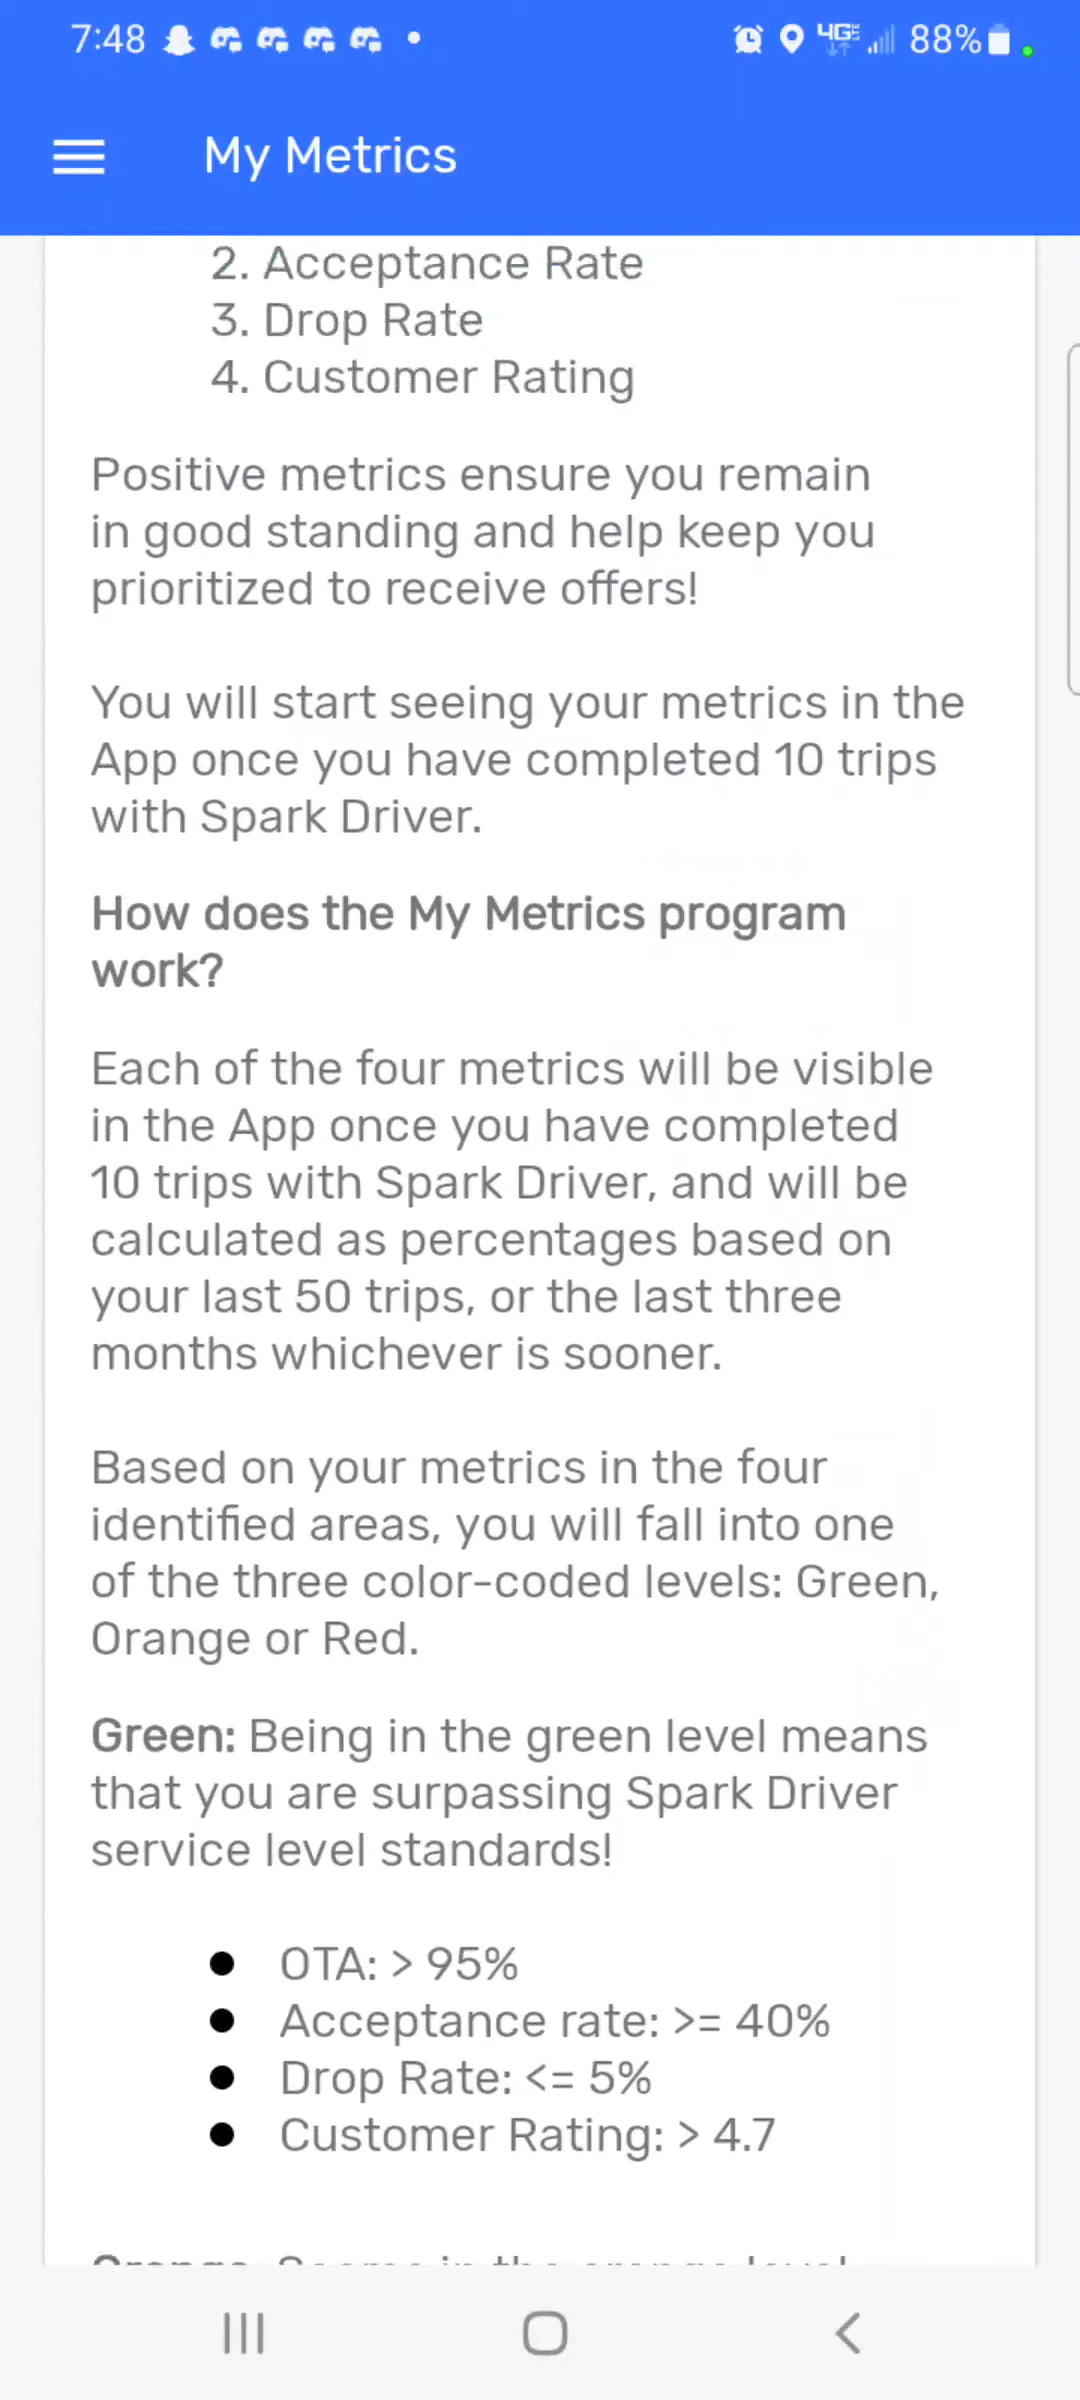 7:48
4GE
88%
My Metrics
2. Acceptance Rate
3. Drop Rate
4. Customer Rating
Positive metrics ensure you remain
in good standing and help keep you
prioritized to receive offers!
You will start seeing your metrics in the
App once you have completed 10 trips
with Spark Driver.
How does the My Metrics program
work?
Each of the four metrics will be visible
in the App once you have completed
10 trips with Spark Driver, and will be
calculated as percentages based on
your last 50 trips, or the last three
months whichever is sooner.
Based on your metrics in the four
identified areas, you will fall into one
of the three color-coded levels: Green,
Orange or Red.
Green: Being in the green level means
that you are surpassing Spark Driver
service level standards!
● OTA: > 95%
● Acceptance rate: >= 40%
● Drop Rate: <= 5%
● Customer Rating: > 4.7